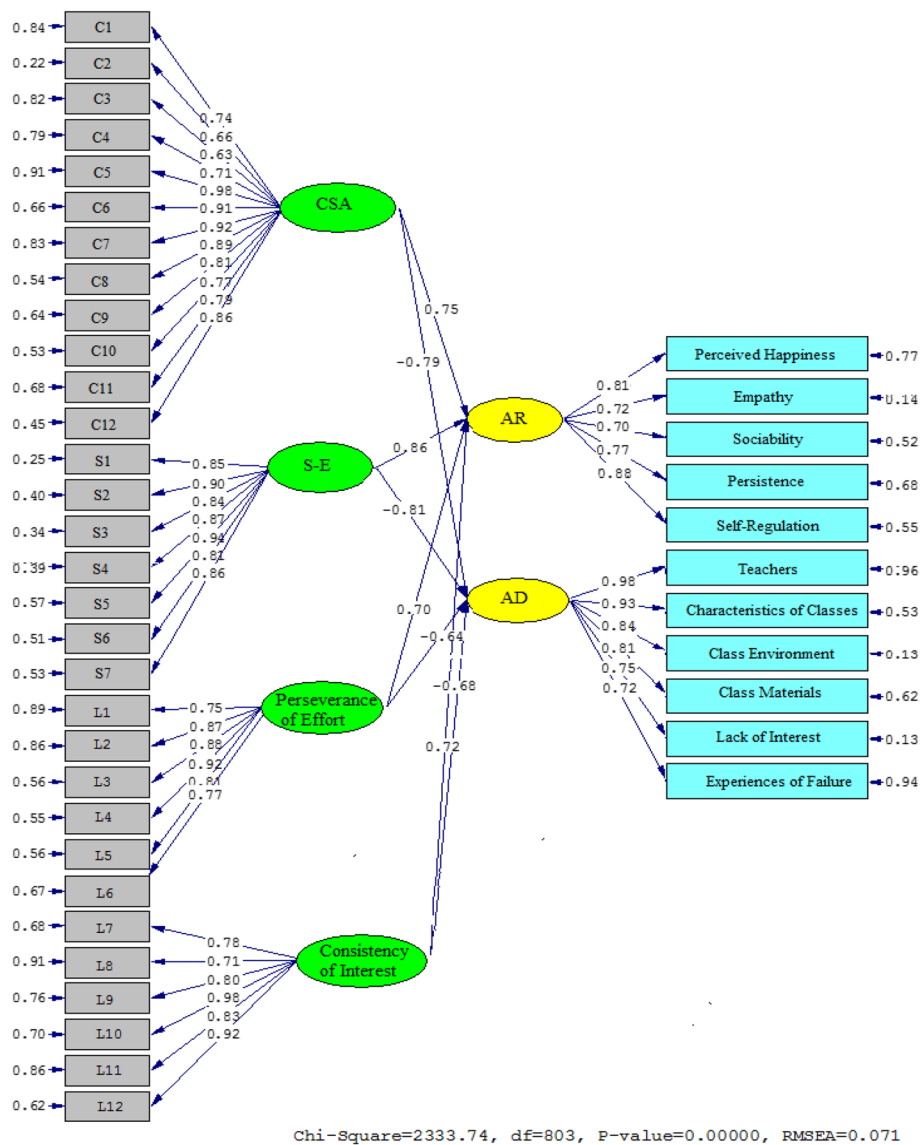 0.84 C1
0.22 C2
0.82 C3
0.79 C4
0.91 C5
0.66 C6
0.83 C7
0.54 C8
0.64 C9
0.53 C10
0.68 C11
0.45 C12
0.25 S1
0.40 S2
0.34 S3
0.39 S4
0.57 S5
0.51 S6
0.53 S7
0.89 L1
0.86 L2
0.56 L3
0.55 L4
0.56 L5
0.67 L6
0.68 L7
0.91 L8
0.76 L9
0.70 L10
0.86 L11
0.62 L12
0.74
0.66
0.63
0.71
0.98
0.91
0.92
0.89
0.81
0.77
0.79
0.86
0.85
0.90
0.84
0.87
0.94
0.81
0.86
0.75
0.87
0.88
0.92
0.81
0.77
0.78
0.71
0.80
0.98
0.83
0.92
CSA
S-E
Perseverance
of Effort
Consistency
of Interest
0.75
-0.79
0.86
-0.81
0.70
-0.64
-0.68
0.72
AR
AD
0.81
0.72
0.70
0.77
0.88
0.98
0.93
0.84
0.81
0.75
0.72
Perceived Happiness 0.77
Empathy 0.14
Sociability 0.52
Persistence 0.68
Self-Regulation 0.55
Teachers 0.96
Characteristics of Classes 0.53
Class Environment 0.13
Class Materials 0.62
Lack of Interest 0.13
Experiences of Failure 0.94
Chi-Square=2333.74, df=803, P-value=0.00000, RMSEA=0.071